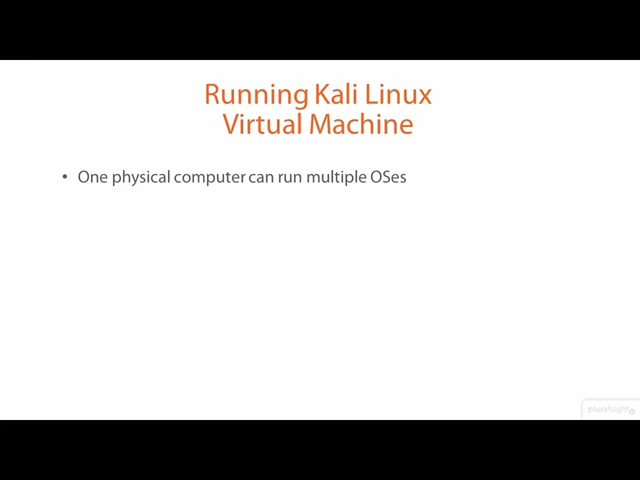 Running Kali Linux
Virtual Machine
• One physical computer can run multiple OSes
pluralsight